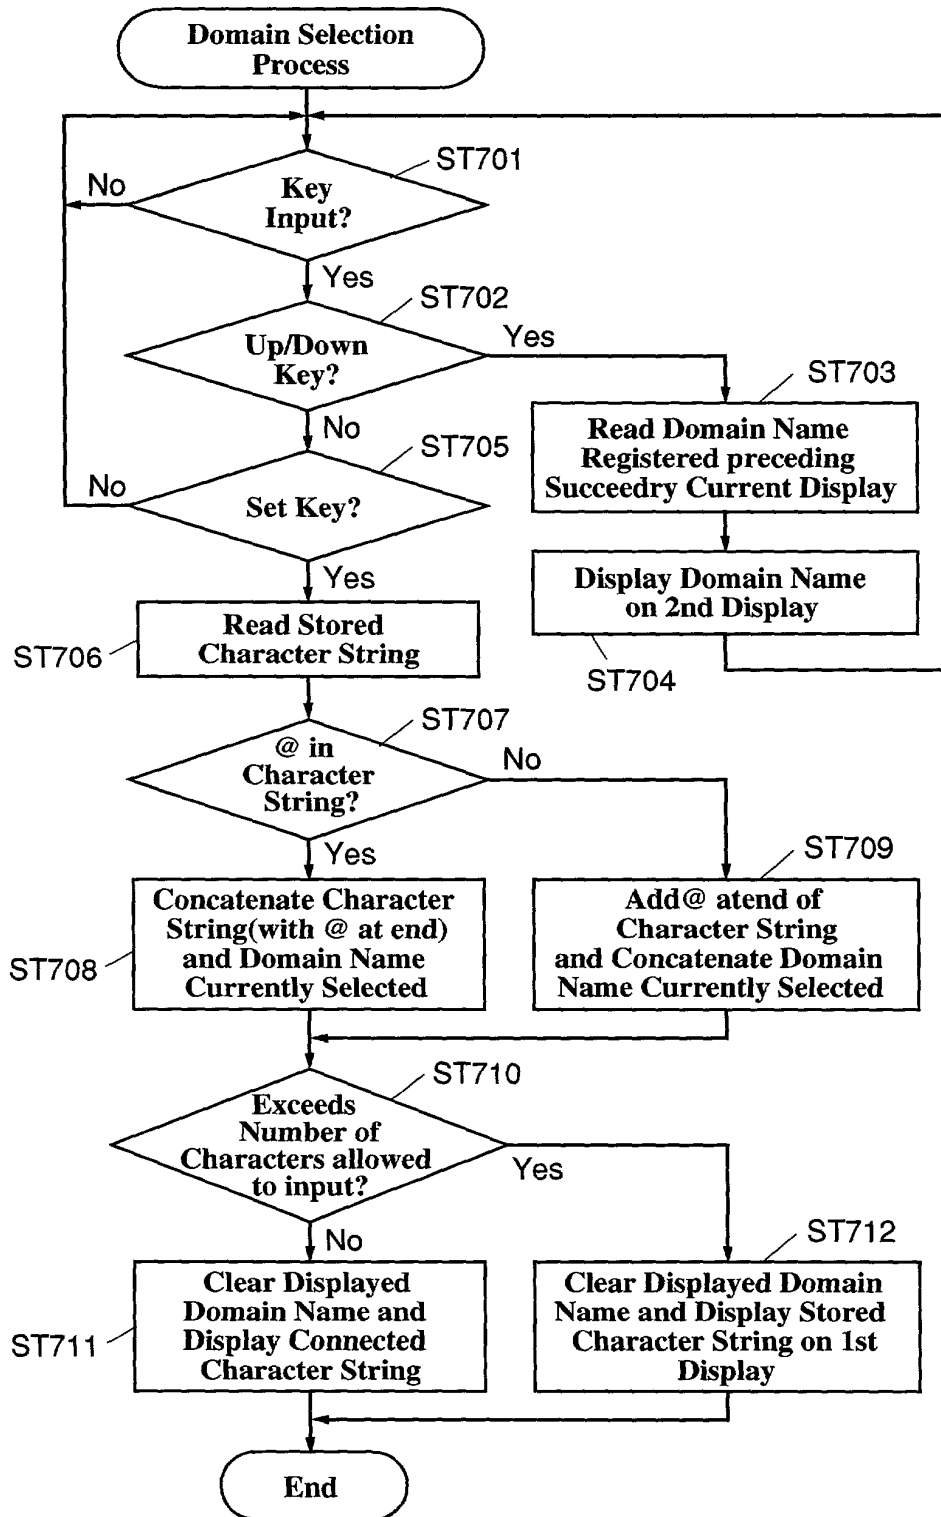 Domain Selection
Process
ST701
No
Key
Input?
Yes
ST702
Yes
Up/Down
Key?
ST703
No
Read Domain Name
Registered preceding
Succeedry Current Display
ST705
No
Set Key?
Yes
Display Domain Name
on 2nd Display
ST704
Read Stored
Character String
ST706
ST707
@ in
Character
String?
No
Yes
ST709
Concatenate Character
String(with @ at end)
and Domain Name
Currently Selected
ST708
Add@ atend of
Character String
and Concatenate Domain
Name Currently Selected
ST710
Exceeds
Number of
Characters allowed
to input?
Yes
No
ST712
Clear Displayed
Domain Name and
Display Connected
Character String
ST711
Clear Displayed Domain
Name and Display Stored
Character String on 1st
Display
End